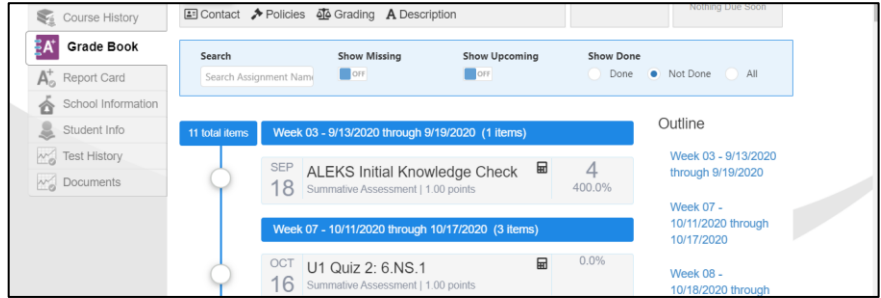 Course History
Grade Book
Report Card
School Information
Student Info
Test History
Documents
Contact Policies Grading A Description
Nothing Due Soon
Search Show Missing Show Upcoming Show Done
Search Assignment Nam OFF OFF Done Not Done All
11 total items
Week 03 - 9/13/2020 through 9/19/2020 (1 items)
SEP
18
ALEKS Initial Knowledge Check
Summative Assessment | 1.00 points
4
400.0%
Week 07 - 10/11/2020 through 10/17/2020 (3 items)
OCT
16
U1 Quiz 2: 6.NS.1
Summative Assessment | 1.00 points
0.0%
Outline
Week 03 - 9/13/2020
through 9/19/2020
Week 07 -
10/11/2020 through
10/17/2020
Week 08 -
10/18/2020 through